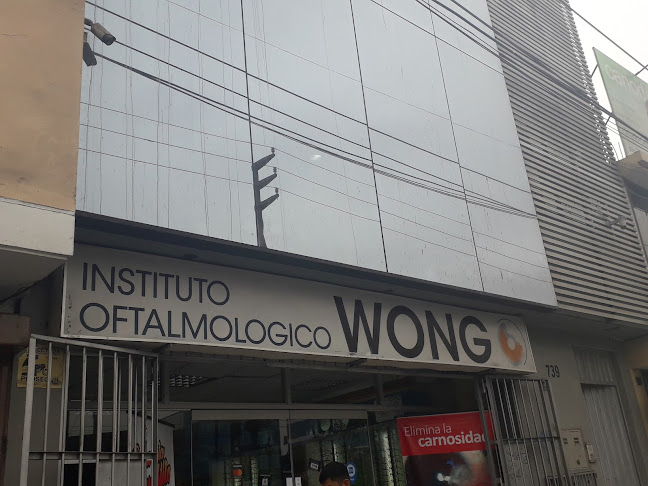 INSTITUTO
OFTALMOLOGICO
WONG
739
Elimina la
carnosidad